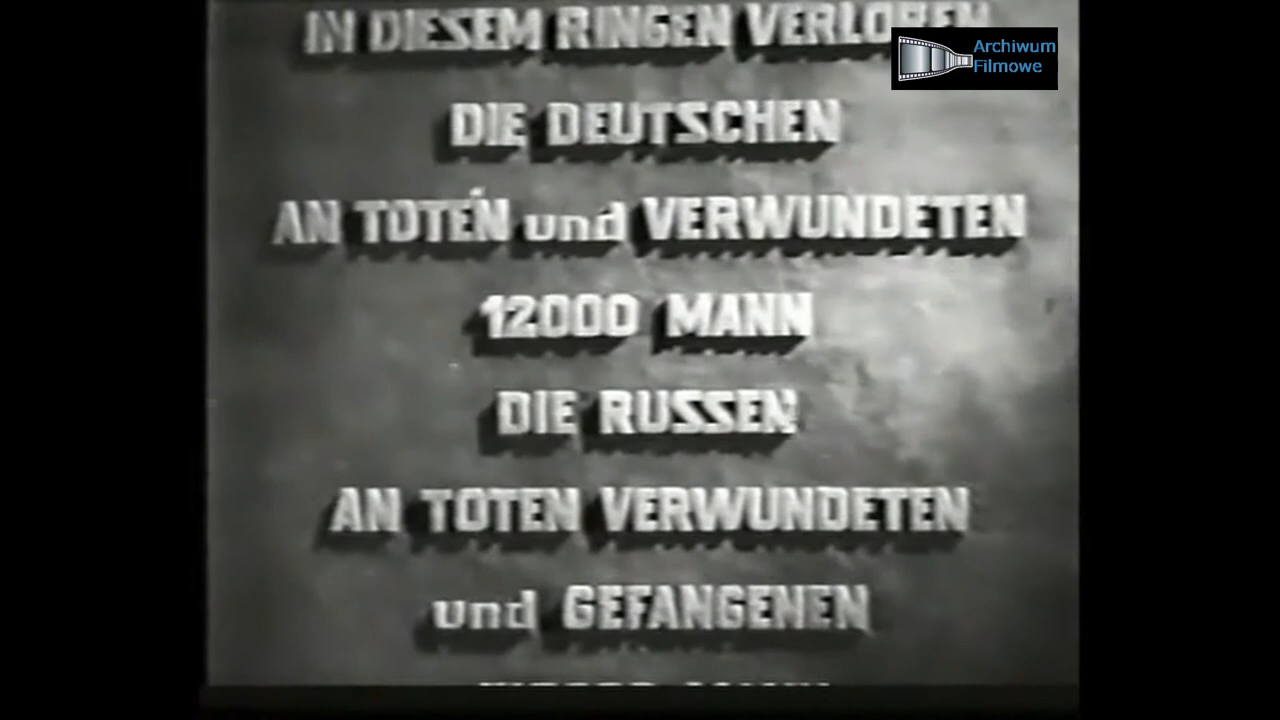 IN DIESEM RINGEN VERLOREN
Archiwum
Filmowe
DIE DEUTSCHEN
AN TOTEN und VERWUNDETEN
12000 MANN
DIE RUSSEN
AN TOTEN VERWUNDETEN
und GEFANGENEN